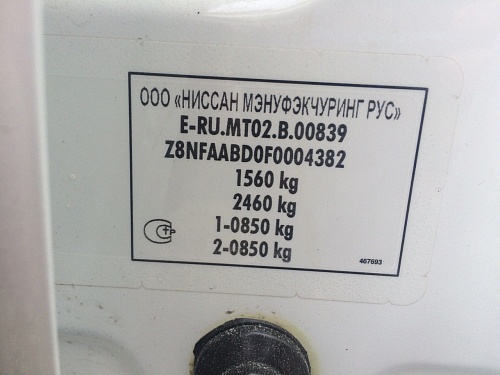 ООО «НИССАН МЭНУФЭКЧУРИНГ РУС»
E-RU.MT02.B.00839
Z8NFAABD0F0004382
1560 kg
2460 kg
1-0850 kg
2-0850 kg
467693